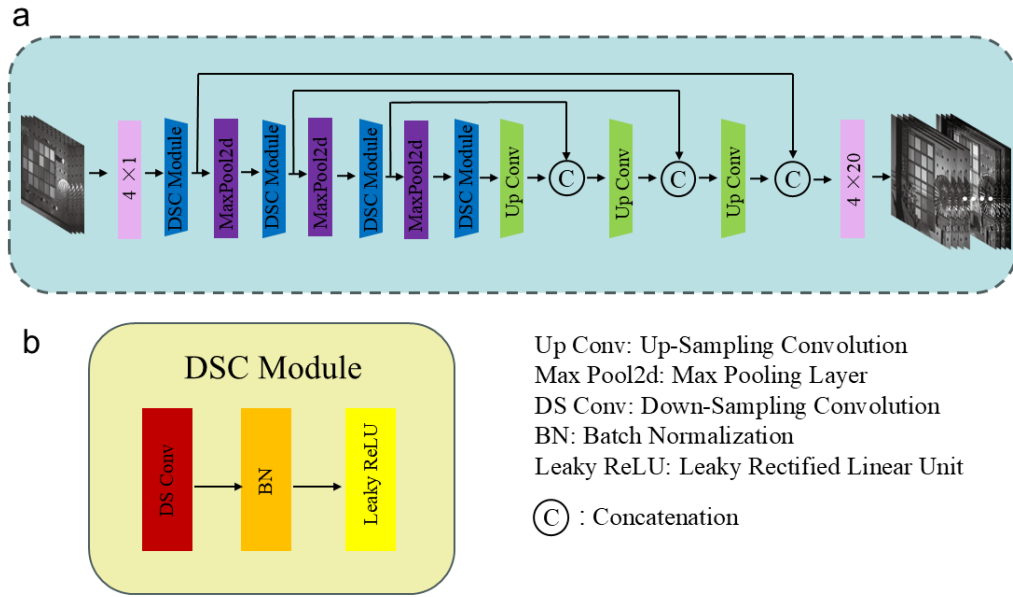 a
4 ×1
DSC Module
MaxPool2d
DSC Module
MaxPool2d
DSC Module
MaxPool2d
DSC Module
Up Conv
C
Up Conv
C
Up Conv
C
4 ×20
b
DSC Module
DS Conv
BN
Leaky ReLU
Up Conv: Up-Sampling Convolution
Max Pool2d: Max Pooling Layer
DS Conv: Down-Sampling Convolution
BN: Batch Normalization
Leaky ReLU: Leaky Rectified Linear Unit
C : Concatenation